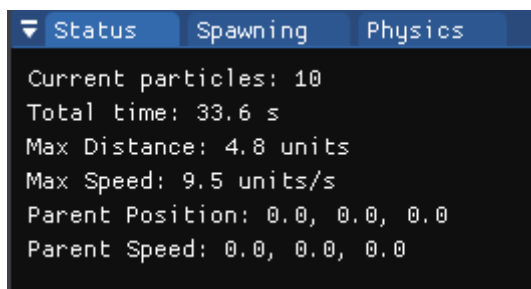 Status Spawning Physics
Current particles: 10
Total time: 33.6 s
Max Distance: 4.8 units
Max Speed: 9.5 units/s
Parent Position: 0.0, 0.0, 0.0
Parent Speed: 0.0, 0.0, 0.0